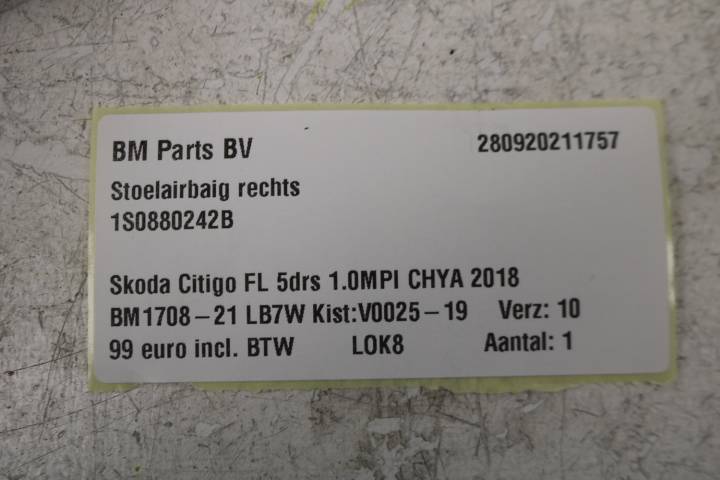 BM Parts BV 280920211757
Stoelairbaig rechts
1S0880242B
Skoda Citigo FL 5drs 1.0MPI CHYA 2018
BM1708-21 LB7W Kist:V0025-19 Verz: 10
99 euro incl. BTW LOK8 Aantal: 1